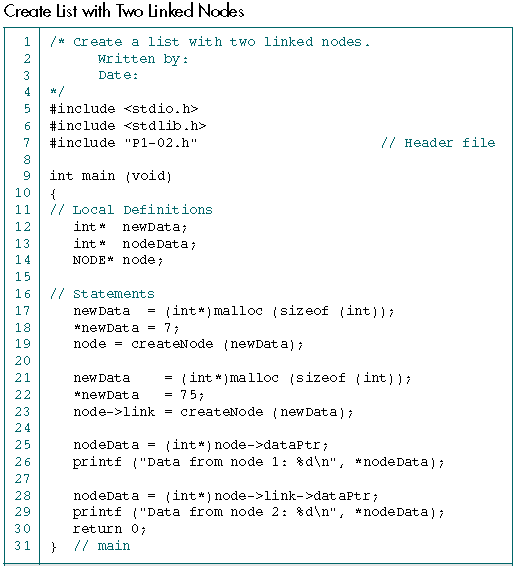 Create List with Two Linked Nodes
1 /* Create a list with two linked nodes.
2       Written by:
3       Date:
4 */
5 #include <stdio.h>
6 #include <stdlib.h>
7 #include "P1-02.h"                       // Header file
8
9 int main (void)
10 {
11 // Local Definitions
12    int*  newData;
13    int*  nodeData;
14    NODE* node;
15
16 // Statements
17    newData  = (int*)malloc (sizeof (int));
18    *newData = 7;
19    node = createNode (newData);
20
21    newData    = (int*)malloc (sizeof (int));
22    *newData   = 75;
23    node->link = createNode (newData);
24
25    nodeData = (int*)node->dataPtr;
26    printf ("Data from node 1: %d\n", *nodeData);
27
28    nodeData = (int*)node->link->dataPtr;
29    printf ("Data from node 2: %d\n", *nodeData);
30    return 0;
31 }  // main